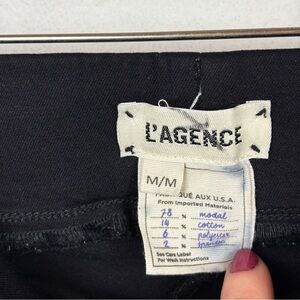 L'AGENCE
M/M
FABRIQUÉ AUX U.S.A.
From Imported Materials
78 % modal
14 % cotton
6 % polyester
2 % spandex
See Care Label
For Wash Instructions